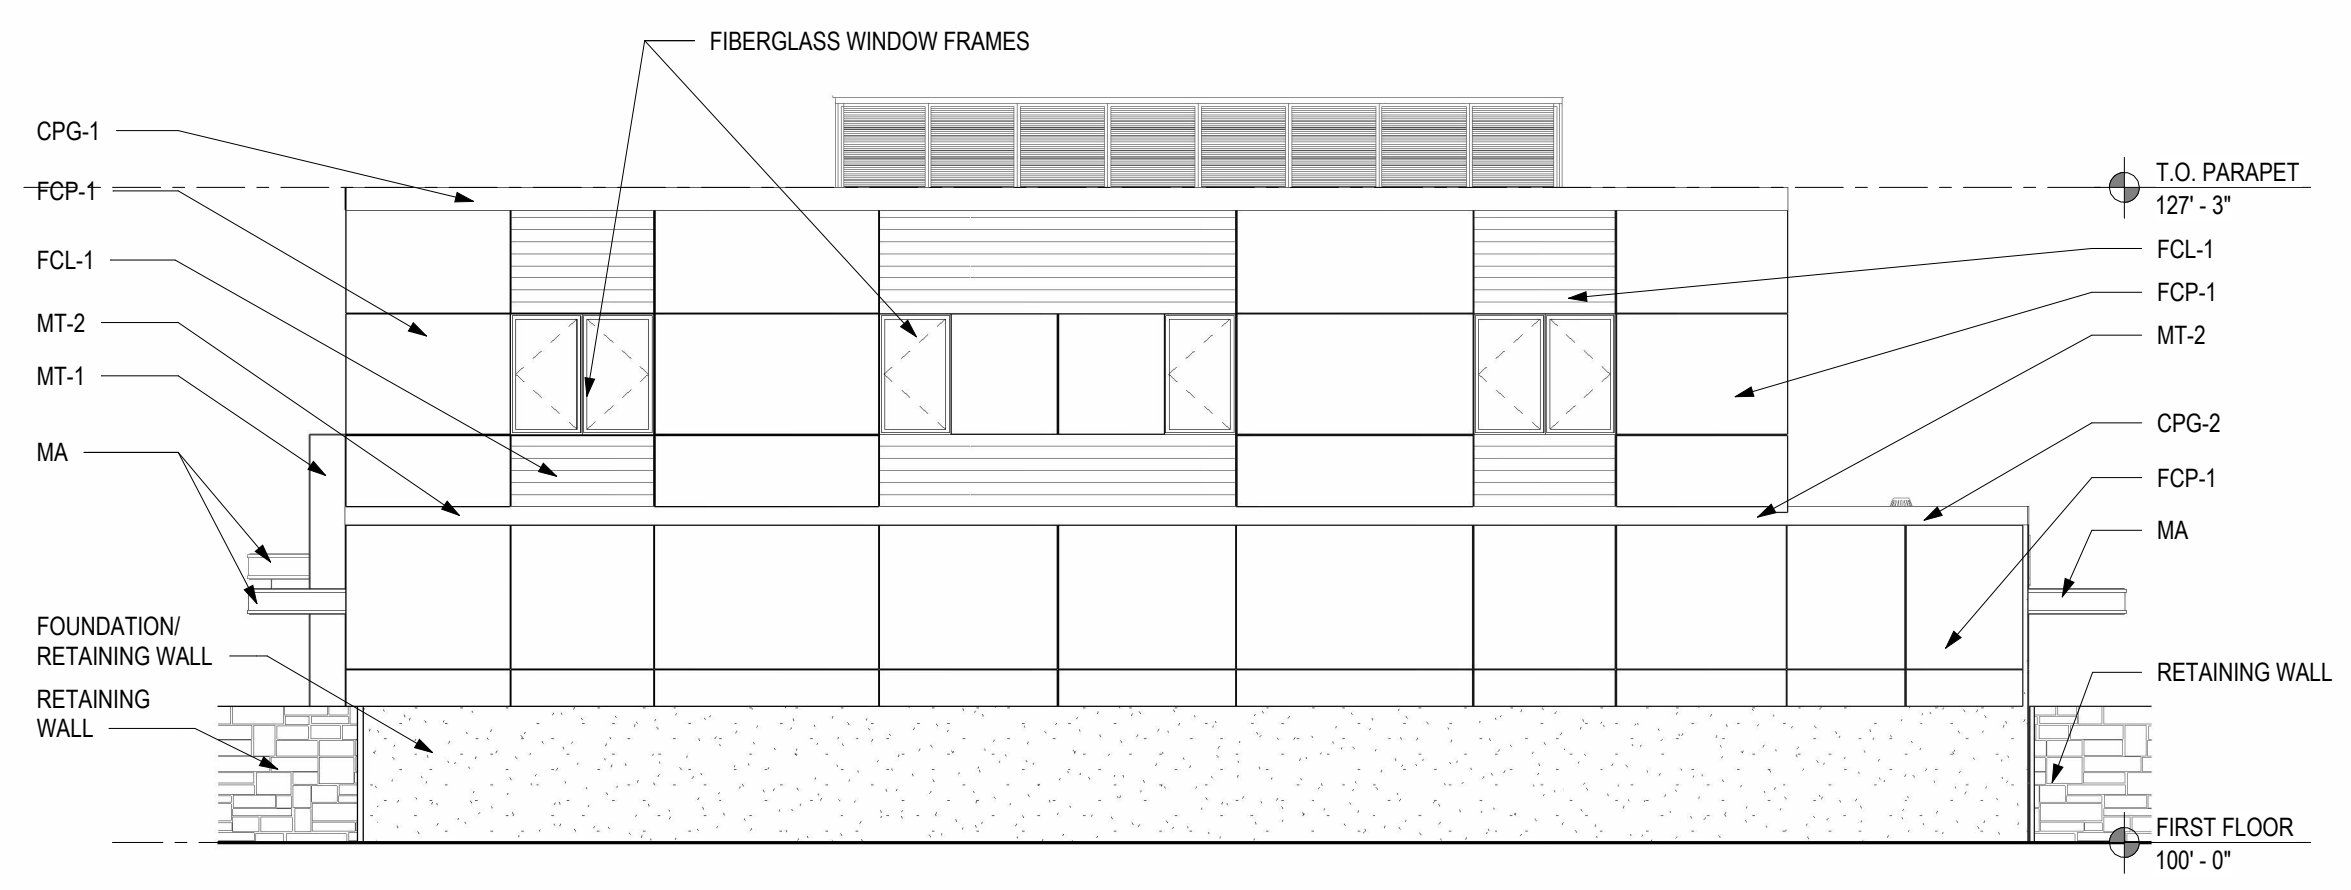 FIBERGLASS WINDOW FRAMES
CPG-1
FCP-1
FCL-1
MT-2
MT-1
MA
FOUNDATION/
RETAINING WALL
RETAINING
WALL
T.O. PARAPET
127' - 3"
FCL-1
FCP-1
MT-2
CPG-2
FCP-1
MA
RETAINING WALL
FIRST FLOOR
100' - 0"